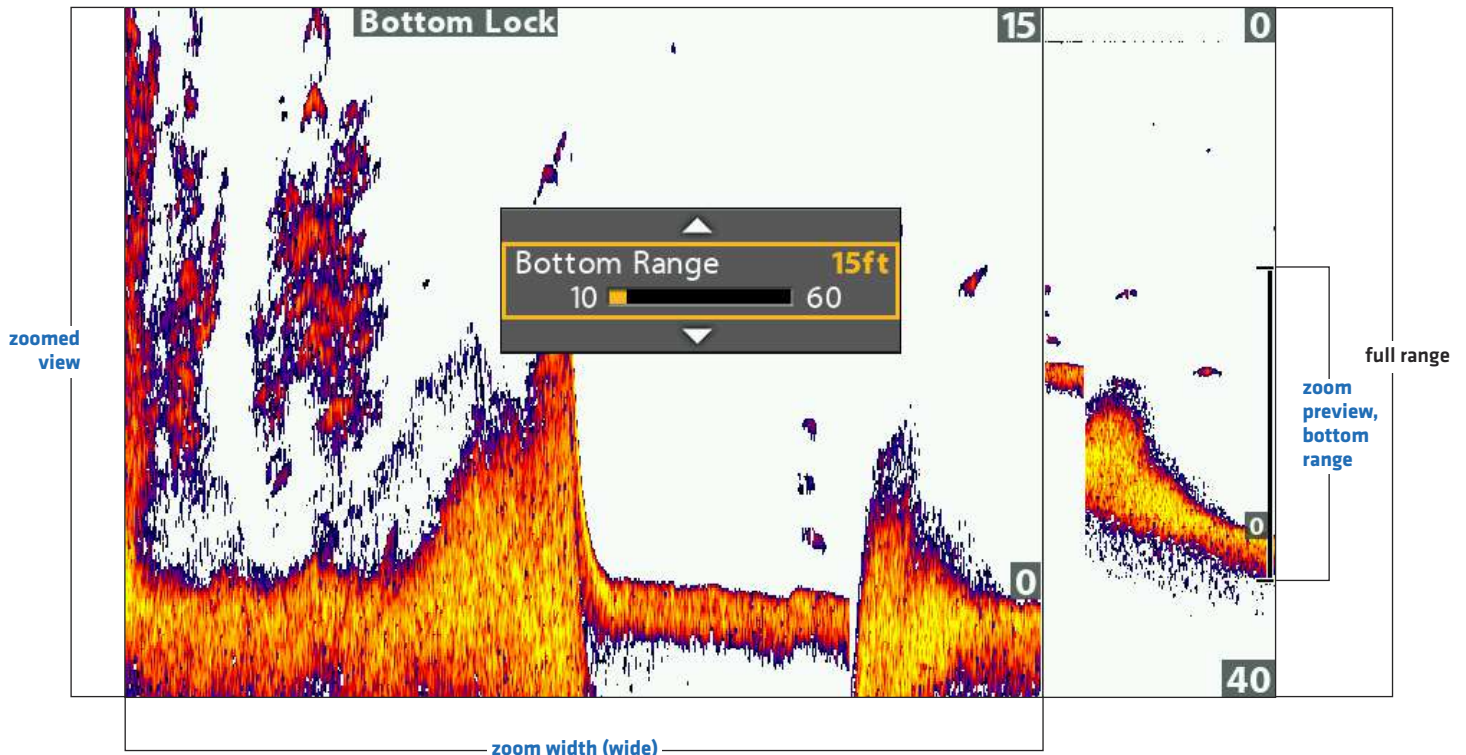 Bottom Lock
15
0
Bottom Range 15ft
10 60
zoomed
view
full range
zoom
preview,
bottom
range
0
0
40
zoom width (wide)